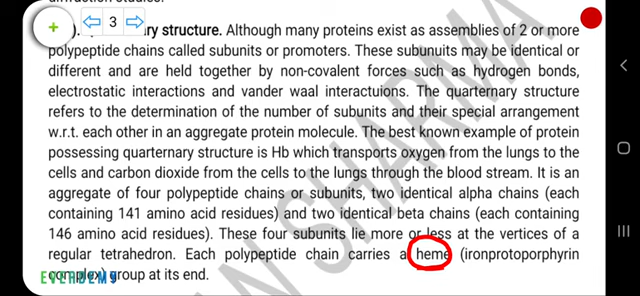 3
ry structure. Although many proteins exist as assemblies of 2 or more
polypeptide chains called subunits or promoters. These subunuits may be identical or
different and are held together by non-covalent forces such as hydrogen bonds,
electrostatic interactions and vander waal interactuions. The quarternary structure
refers to the determination of the number of subunits and their special arrangement
w.r.t. each other in an aggregate protein molecule. The best known example of protein
possessing quarternary structure is Hb which transports oxygen from the lungs to the
cells and carbon dioxide from the cells to the lungs through the blood stream. It is an
aggregate of four polypeptide chains or subunits, two identical alpha chains (each
containing 141 amino acid residues) and two identical beta chains (each containing
146 amino acid residues). These four subunits lie more or less at the vertices of a
regular tetrahedron. Each polypeptide chain carries a heme (ironprotoporphyrin
complex) group at its end.
SHARMA